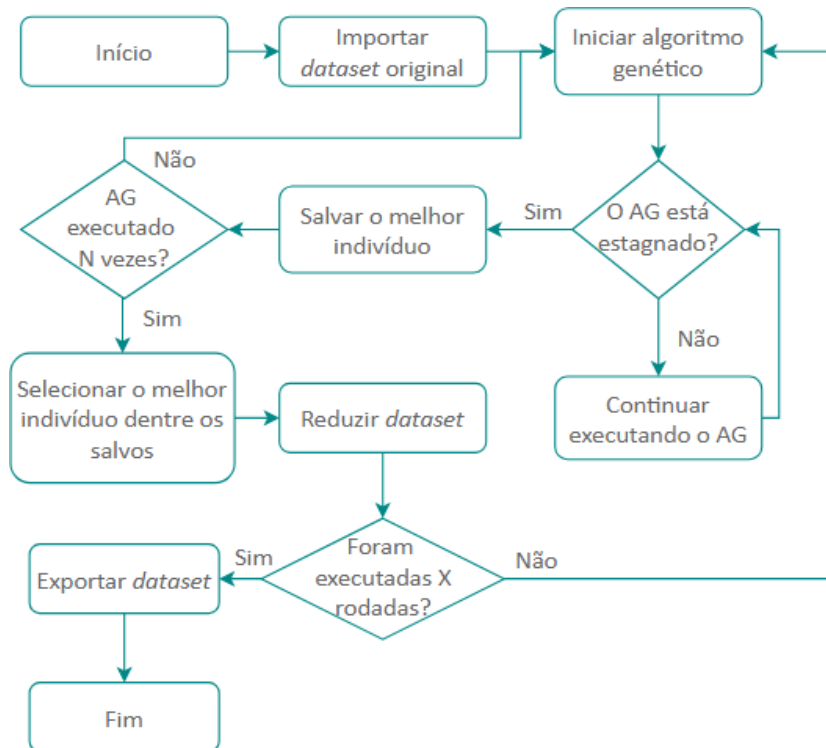 Início
Importar
dataset original
Iniciar algoritmo
genético
Não
AG
executado
N vezes?
Salvar o melhor
indivíduo
Sim
O AG está
estagnado?
Sim
Não
Selecionar o melhor
indivíduo dentre os
salvos
Reduzir dataset
Continuar
executando o AG
Exportar dataset
Sim
Foram
executadas X
rodadas?
Não
Fim